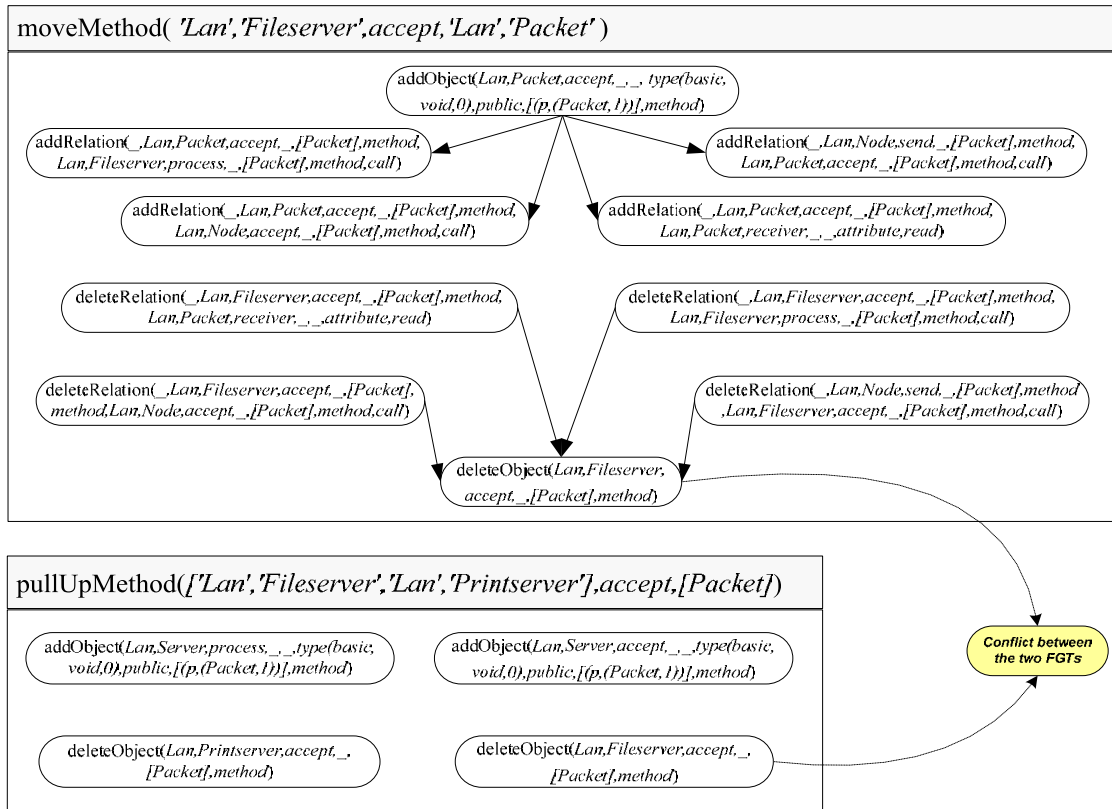 moveMethod( 'Lan','Fileserver',accept,'Lan','Packet' )
addObject(Lan,Packet,accept,_,_, type(basic,
void,0),public,[(p,(Packet,1))],method)
addRelation(_,Lan,Packet,accept,_,[Packet],method,
Lan,Fileserver,process,_,[Packet],method,call)
addRelation(_,Lan,Node,send,_,[Packet],method,
Lan,Packet,accept,_,[Packet],method,call)
addRelation(_,Lan,Packet,accept,_,[Packet],method,
Lan,Node,accept,_,[Packet],method,call)
addRelation(_,Lan,Packet,accept,_,[Packet],method,
Lan,Packet,receiver,_,_,attribute,read)
deleteRelation(_,Lan,Fileserver,accept,_,[Packet],method,
Lan,Packet,receiver,_,_,attribute,read)
deleteRelation(_,Lan,Fileserver,accept,_,[Packet],method,
Lan,Fileserver,process,_,[Packet],method,call)
deleteRelation(_,Lan,Fileserver,accept,_,[Packet],
method,Lan,Node,accept,_,[Packet],method,call)
deleteRelation(_,Lan,Node,send,_,[Packet],method
,Lan,Fileserver,accept,_,[Packet],method,call)
deleteObject(Lan,Fileserver,
accept,_,[Packet],method)
pullUpMethod(['Lan','Fileserver','Lan','Printserver'],accept,[Packet])
addObject(Lan,Server,process,_,_,type(basic,
void,0),public,[(p,(Packet,1))],method)
addObject(Lan,Server,accept,_,_,type(basic,
void,0),public,[(p,(Packet,1))],method)
Conflict between
the two FGTs
deleteObject(Lan,Printserver,accept,_,
[Packet],method)
deleteObject(Lan,Fileserver,accept,_,
[Packet],method)